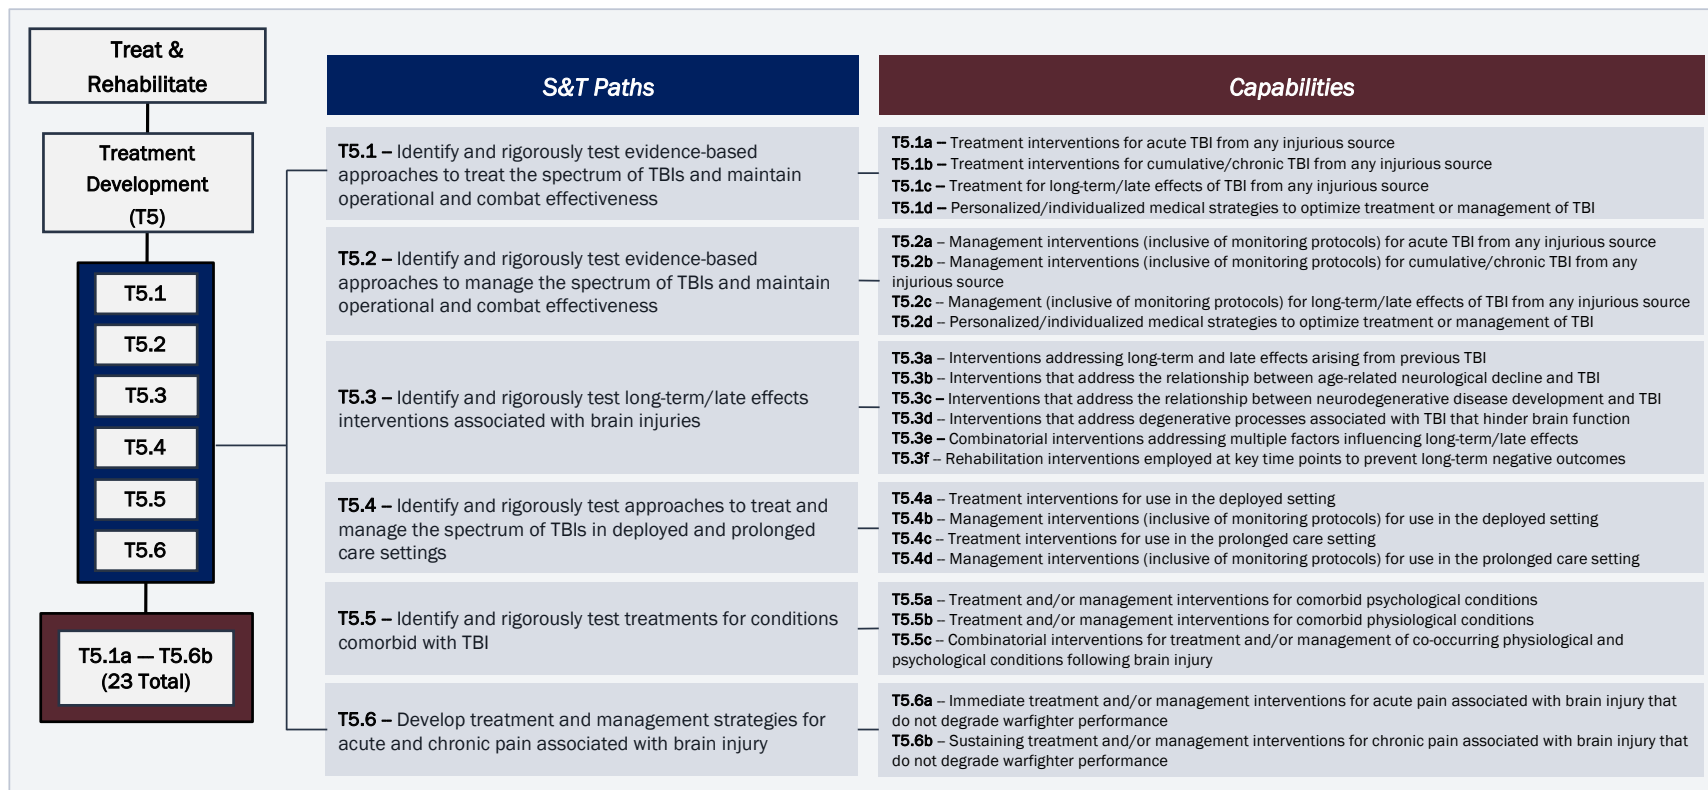 Treat &
Rehabilitate
Treatment
Development
(T5)
T5.1
T5.2
T5.3
T5.4
T5.5
T5.6
T5.1a — T5.6b
(23 Total)
S&T Paths
Capabilities
T5.1 – Identify and rigorously test evidence-based
approaches to treat the spectrum of TBIs and maintain
operational and combat effectiveness
T5.1a – Treatment interventions for acute TBI from any injurious source
T5.1b – Treatment interventions for cumulative/chronic TBI from any injurious source
T5.1c – Treatment for long-term/late effects of TBI from any injurious source
T5.1d – Personalized/individualized medical strategies to optimize treatment or management of TBI
T5.2 – Identify and rigorously test evidence-based
approaches to manage the spectrum of TBIs and maintain
operational and combat effectiveness
T5.2a – Management interventions (inclusive of monitoring protocols) for acute TBI from any injurious source
T5.2b – Management interventions (inclusive of monitoring protocols) for cumulative/chronic TBI from any
injurious source
T5.2c – Management (inclusive of monitoring protocols) for long-term/late effects of TBI from any injurious source
T5.2d – Personalized/individualized medical strategies to optimize treatment or management of TBI
T5.3 – Identify and rigorously test long-term/late effects
interventions associated with brain injuries
T5.3a – Interventions addressing long-term and late effects arising from previous TBI
T5.3b – Interventions that address the relationship between age-related neurological decline and TBI
T5.3c – Interventions that address the relationship between neurodegenerative disease development and TBI
T5.3d – Interventions that address degenerative processes associated with TBI that hinder brain function
T5.3e – Combinatorial interventions addressing multiple factors influencing long-term/late effects
T5.3f – Rehabilitation interventions employed at key time points to prevent long-term negative outcomes
T5.4 – Identify and rigorously test approaches to treat and
manage the spectrum of TBIs in deployed and prolonged
care settings
T5.4a – Treatment interventions for use in the deployed setting
T5.4b – Management interventions (inclusive of monitoring protocols) for use in the deployed setting
T5.4c – Treatment interventions for use in the prolonged care setting
T5.4d – Management interventions (inclusive of monitoring protocols) for use in the prolonged care setting
T5.5 – Identify and rigorously test treatments for conditions
comorbid with TBI
T5.5a – Treatment and/or management interventions for comorbid psychological conditions
T5.5b – Treatment and/or management interventions for comorbid physiological conditions
T5.5c – Combinatorial interventions for treatment and/or management of co-occurring physiological and
psychological conditions following brain injury
T5.6 – Develop treatment and management strategies for
acute and chronic pain associated with brain injury
T5.6a – Immediate treatment and/or management interventions for acute pain associated with brain injury that
do not degrade warfighter performance
T5.6b – Sustaining treatment and/or management interventions for chronic pain associated with brain injury that
do not degrade warfighter performance